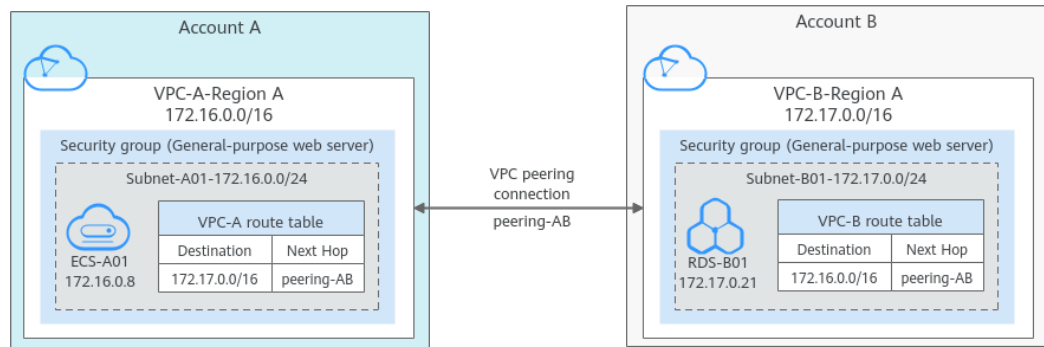 Account A
VPC-A-Region A
172.16.0.0/16
Security group (General-purpose web server)
Subnet-A01-172.16.0.0/24
ECS-A01
172.16.0.8
VPC-A route table
Destination Next Hop
172.17.0.0/16 peering-AB
VPC peering
connection
peering-AB
Account B
VPC-B-Region A
172.17.0.0/16
Security group (General-purpose web server)
Subnet-B01-172.17.0.0/24
RDS-B01
172.17.0.21
VPC-B route table
Destination Next Hop
172.16.0.0/16 peering-AB